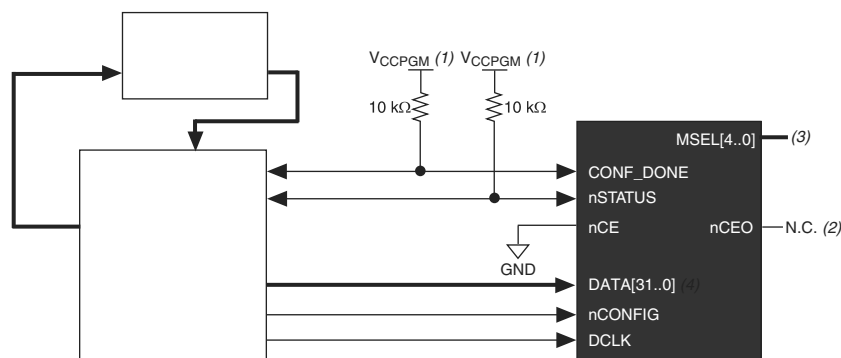 VCCPGM (1) VCCPGM (1)
10 kΩ 10 kΩ
MSEL[4..0] (3)
CONF_DONE
nSTATUS
nCE nCEO N.C. (2)
GND
DATA[31..0] (4)
nCONFIG
DCLK